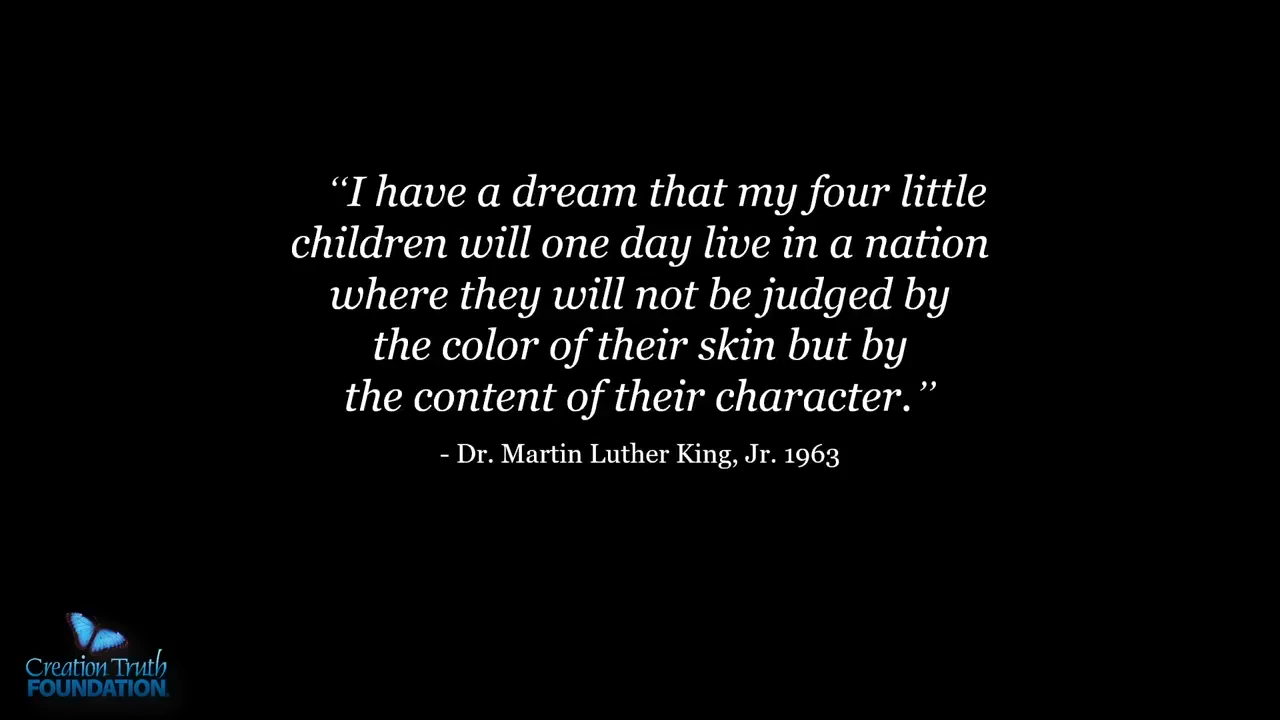 “I have a dream that my four little
children will one day live in a nation
where they will not be judged by
the color of their skin but by
the content of their character.”
- Dr. Martin Luther King, Jr. 1963
Creation Truth
FOUNDATION